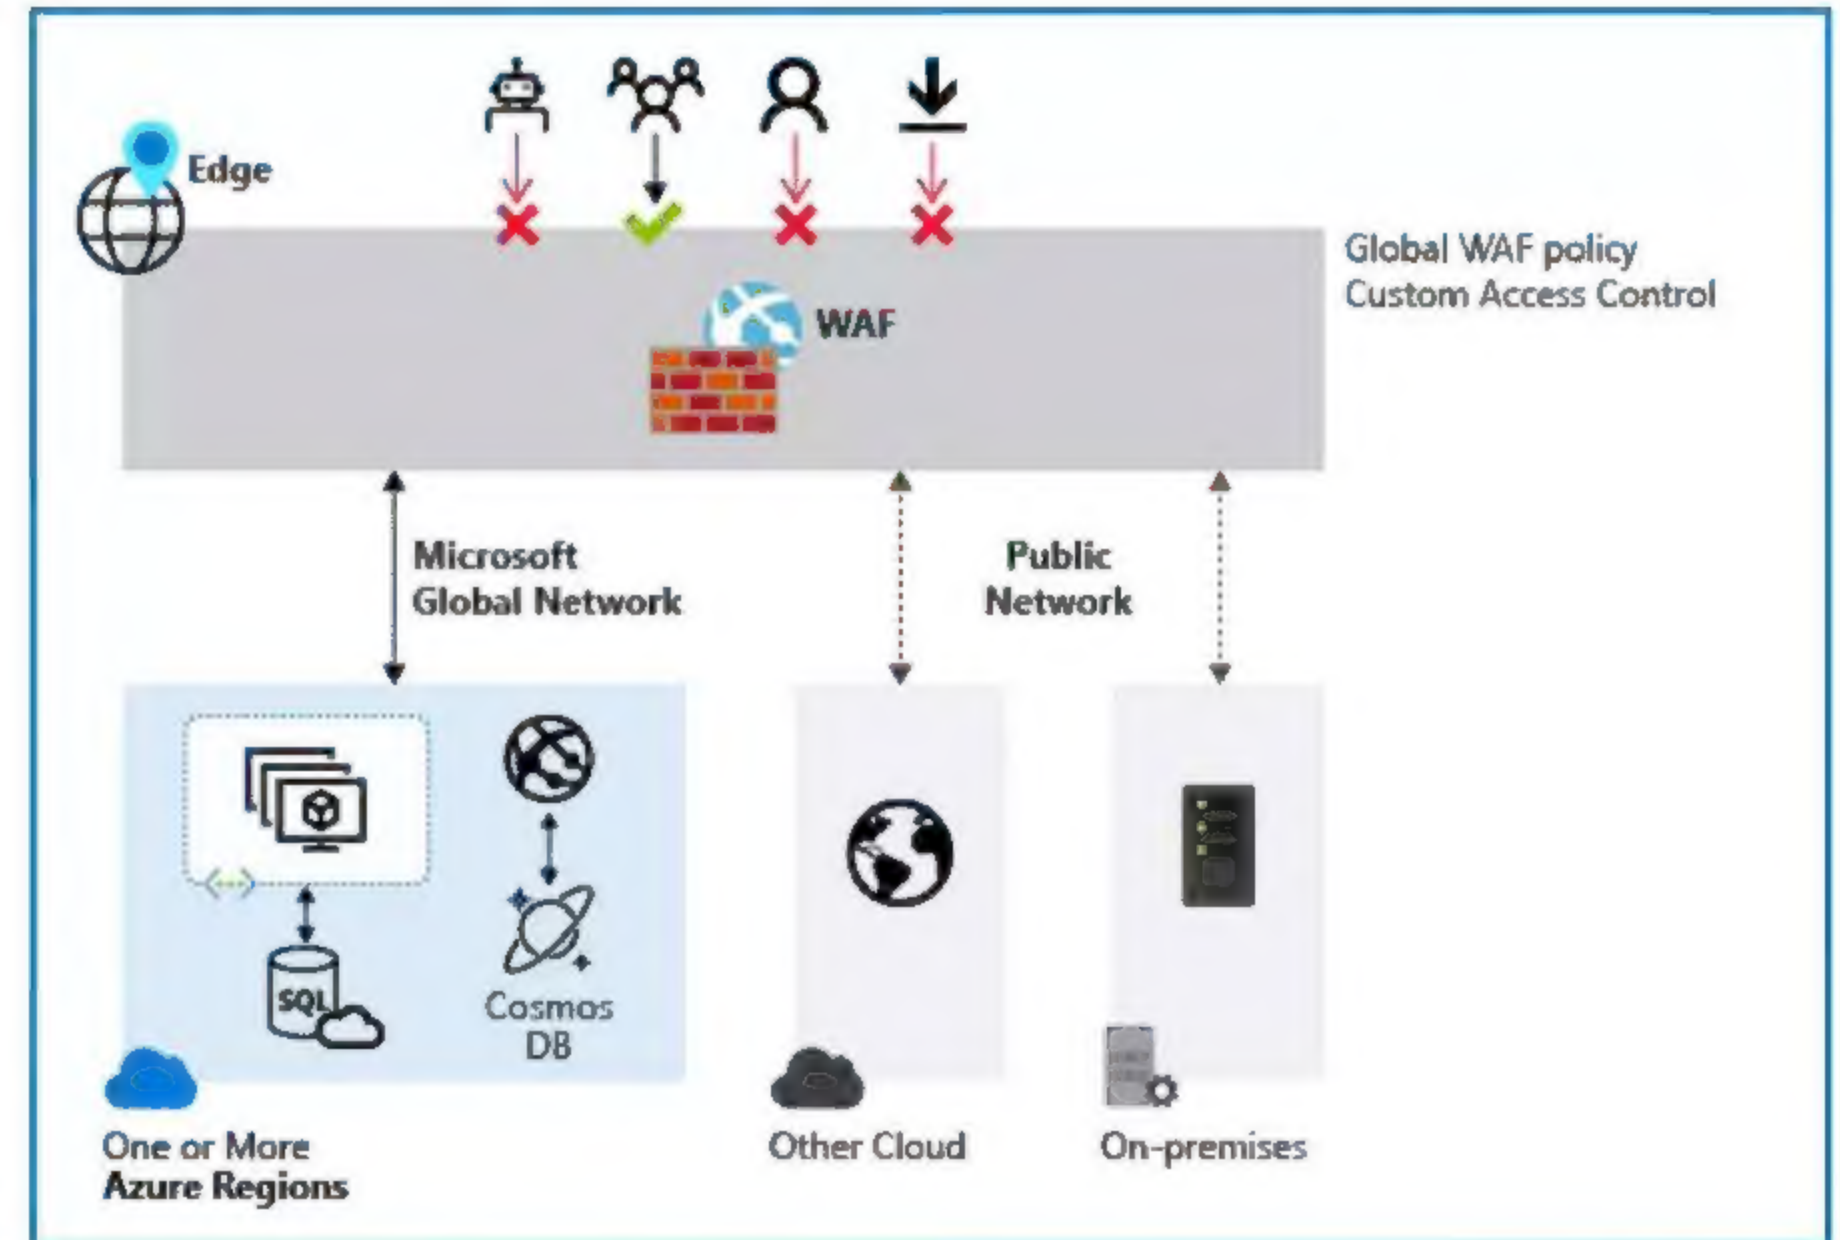 Edge
Global WAF policy
Custom Access Control
WAF
Microsoft
Global Network
Public
Network
SQL
Cosmos
DB
One or More
Azure Regions
Other Cloud
On-premises